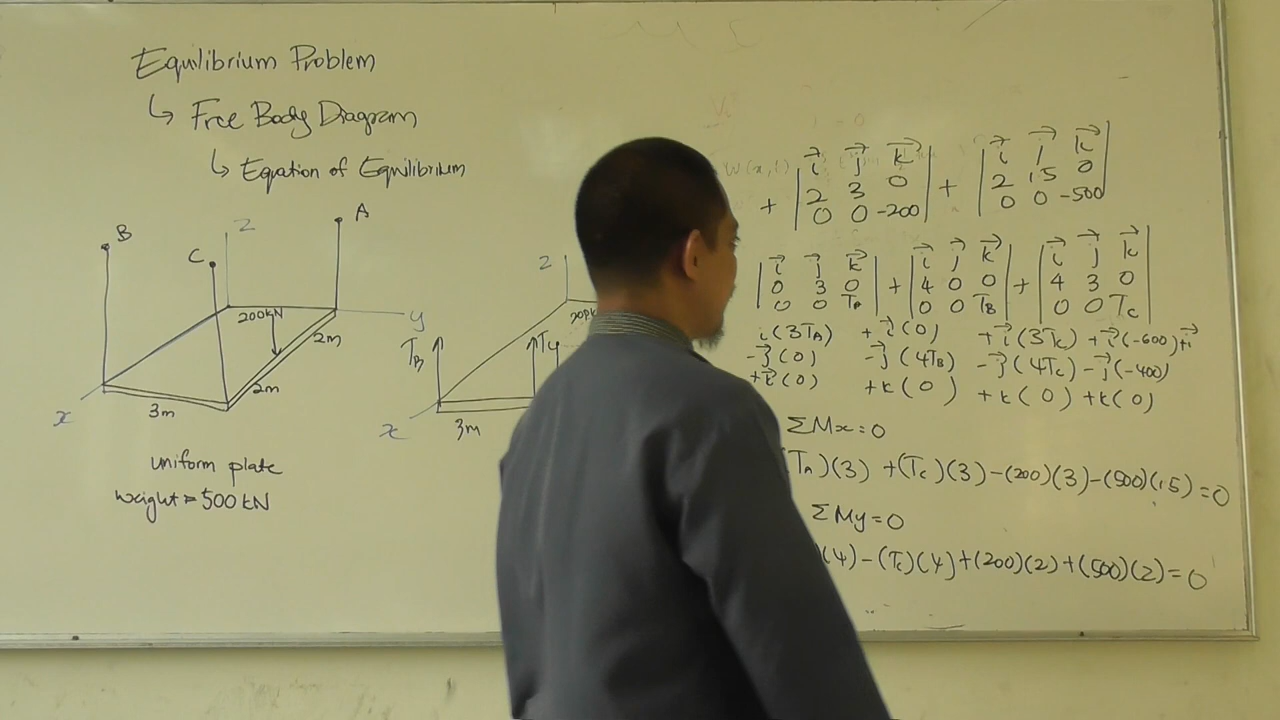 Equilibrium Problem
↳ Free Body Diagram
↳ Equation of Equilibrium
B
C
Z
A
200kN
y
2m
2m
3m
x
uniform plate
weight = 500 kN
Z
T_B
T_C
x
3m
W(x,
+ | i⃗ j⃗ k⃗ | + | i⃗ j⃗ k⃗ |
2 3 0 2 1.5 0
0 0 -200 0 0 -500
| i⃗ j⃗ k⃗ | + | i⃗ j⃗ k⃗ | + | i⃗ j⃗ k⃗ |
0 3 0 4 0 0 4 3 0
0 0 T_A 0 0 T_B 0 0 T_C
i(3T_A) + i⃗(0) + i⃗(3T_C) + i⃗(-600) + i⃗
-j⃗(0) -j⃗(4T_B) -j⃗(4T_C) -j⃗(-400)
+k⃗(0) +k(0) +k(0) +k(0)
ΣMx=0
(T_A)(3) +(T_C)(3)-(200)(3)-(500)(1.5)=0
ΣMy=0
(4)-(T_C)(4)+(200)(2)+(500)(2)=0